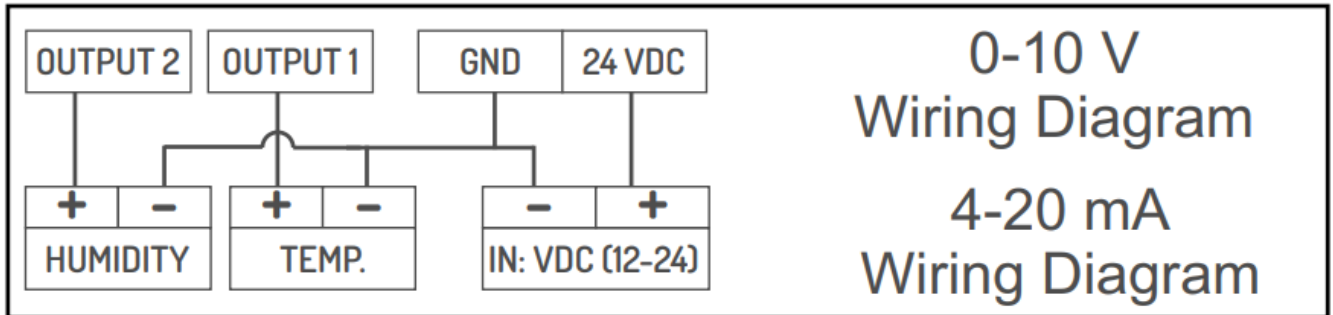 OUTPUT 2 OUTPUT 1 GND 24 VDC
+ − + − − +
HUMIDITY TEMP. IN: VDC (12-24)
0-10 V
Wiring Diagram
4-20 mA
Wiring Diagram